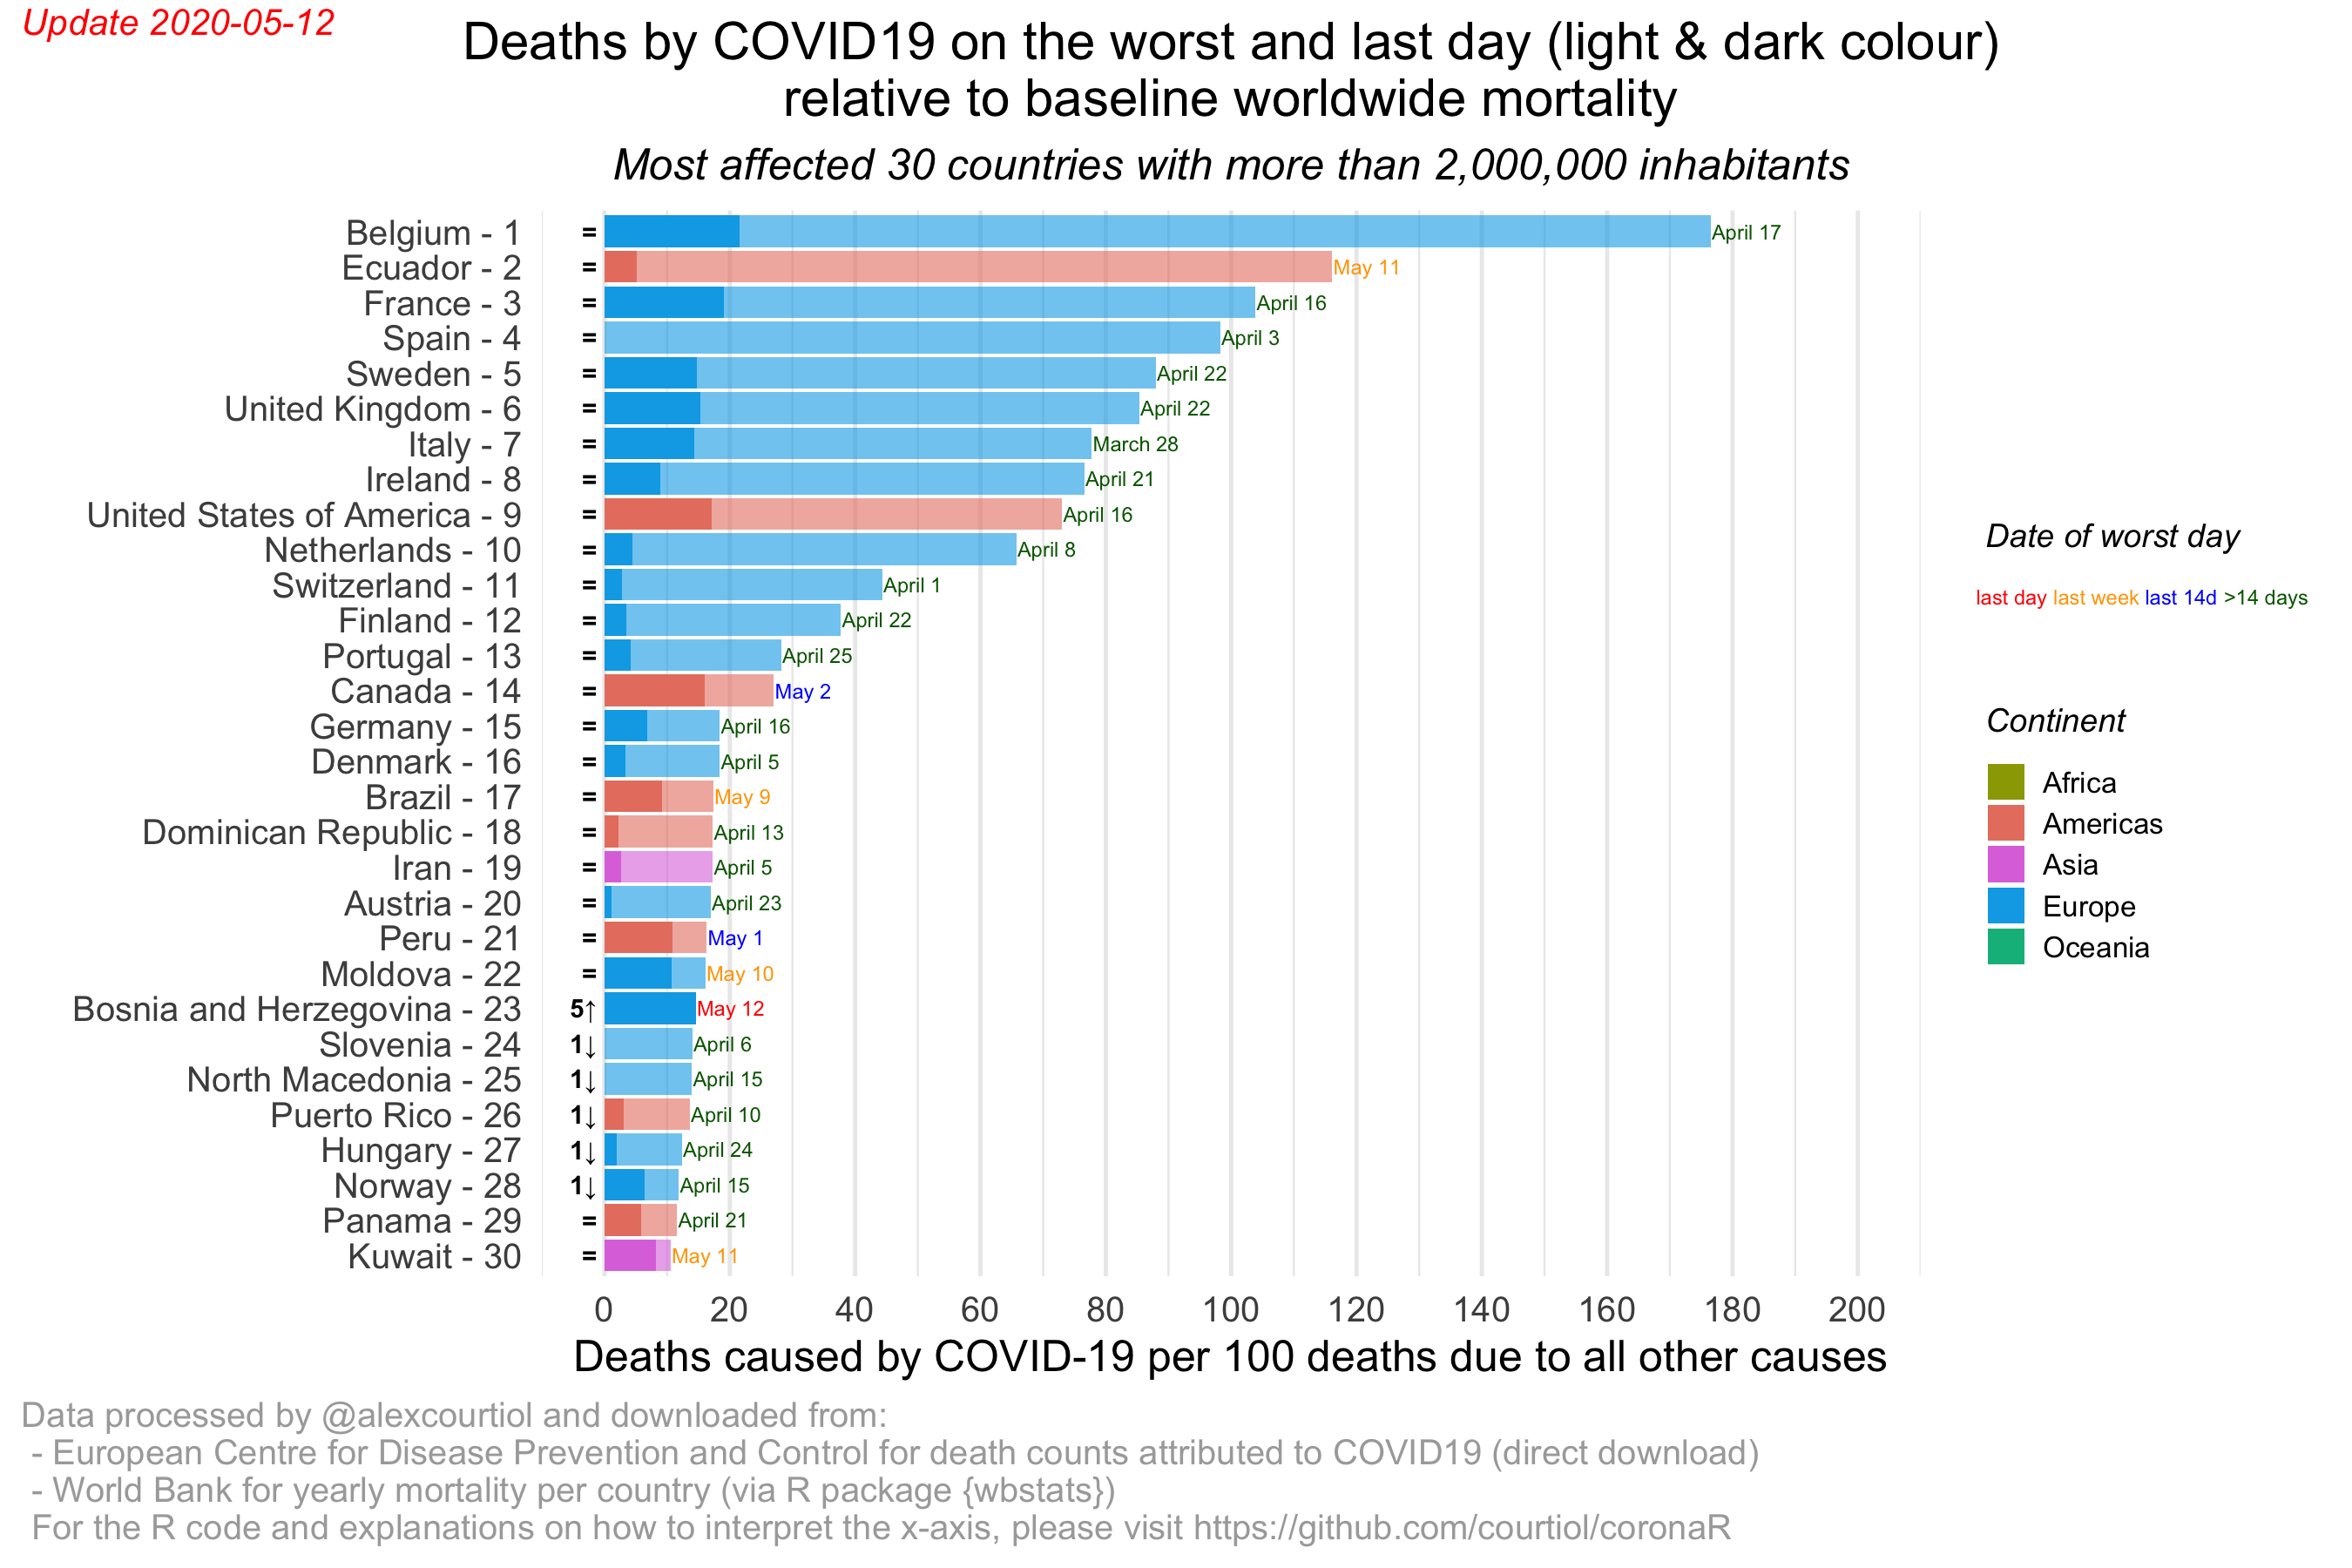 Update 2020-05-12
Deaths by COVID19 on the worst and last day (light & dark colour)
relative to baseline worldwide mortality
Most affected 30 countries with more than 2,000,000 inhabitants
Belgium - 1 = April 17
Ecuador - 2 = May 11
France - 3 = April 16
Spain - 4 = April 3
Sweden - 5 = April 22
United Kingdom - 6 = April 22
Italy - 7 = March 28
Ireland - 8 = April 21
United States of America - 9 = April 16
Netherlands - 10 = April 8
Switzerland - 11 = April 1
Finland - 12 = April 22
Portugal - 13 = April 25
Canada - 14 = May 2
Germany - 15 = April 16
Denmark - 16 = April 5
Brazil - 17 = May 9
Dominican Republic - 18 = April 13
Iran - 19 = April 5
Austria - 20 = April 23
Peru - 21 = May 1
Moldova - 22 = May 10
Bosnia and Herzegovina - 23 5↑ May 12
Slovenia - 24 1↓ April 6
North Macedonia - 25 1↓ April 15
Puerto Rico - 26 1↓ April 10
Hungary - 27 1↓ April 24
Norway - 28 1↓ April 15
Panama - 29 = April 21
Kuwait - 30 = May 11
0 20 40 60 80 100 120 140 160 180 200
Deaths caused by COVID-19 per 100 deaths due to all other causes
Date of worst day
last day last week last 14d >14 days
Continent
Africa
Americas
Asia
Europe
Oceania
Data processed by @alexcourtiol and downloaded from:
- European Centre for Disease Prevention and Control for death counts attributed to COVID19 (direct download)
- World Bank for yearly mortality per country (via R package {wbstats})
For the R code and explanations on how to interpret the x-axis, please visit https://github.com/courtiol/coronaR